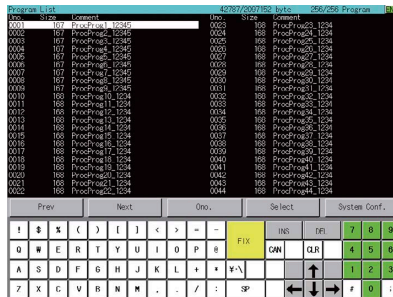 Program List 42787/2097152 byte 256/256 Program EN
Ono. Size Comment Ono. Size Comment
0001 167 ProcProg1_12345 0023 168 ProcProg23_1234
0002 167 ProcProg2_12345 0024 168 ProcProg24_1234
0003 167 ProcProg3_12345 0025 168 ProcProg25_1234
0004 167 ProcProg4_12345 0026 168 ProcProg26_1234
0005 167 ProcProg5_12345 0027 168 ProcProg27_1234
0006 167 ProcProg6_12345 0028 168 ProcProg28_1234
0007 167 ProcProg7_12345 0029 168 ProcProg29_1234
0008 167 ProcProg8_12345 0030 168 ProcProg30_1234
0009 167 ProcProg9_12345 0031 168 ProcProg31_1234
0010 168 ProcProg10_1234 0032 168 ProcProg32_1234
0011 168 ProcProg11_1234 0033 168 ProcProg33_1234
0012 168 ProcProg12_1234 0034 168 ProcProg34_1234
0013 168 ProcProg13_1234 0035 168 ProcProg35_1234
0014 168 ProcProg14_1234 0036 168 ProcProg36_1234
0015 168 ProcProg15_1234 0037 168 ProcProg37_1234
0016 168 ProcProg16_1234 0038 168 ProcProg38_1234
0017 168 ProcProg17_1234 0039 168 ProcProg39_1234
0018 168 ProcProg18_1234 0040 168 ProcProg40_1234
0019 168 ProcProg19_1234 0041 168 ProcProg41_1234
0020 168 ProcProg20_1234 0042 168 ProcProg42_1234
0021 168 ProcProg21_1234 0043 168 ProcProg43_1234
0022 168 ProcProg22_1234 0044 168 ProcProg44_1234
Prev Next Ono. Select System Conf.
! $ % ( ) [ ] < > = - FIX INS DEL 7 8 9
Q W E R T Y U I O P @ CAN CLR 4 5 6
A S D F G H J K L + * ¥·\ ↑ 1 2 3
Z X C V B N M , . / : SP ← ↓ → # 0 .